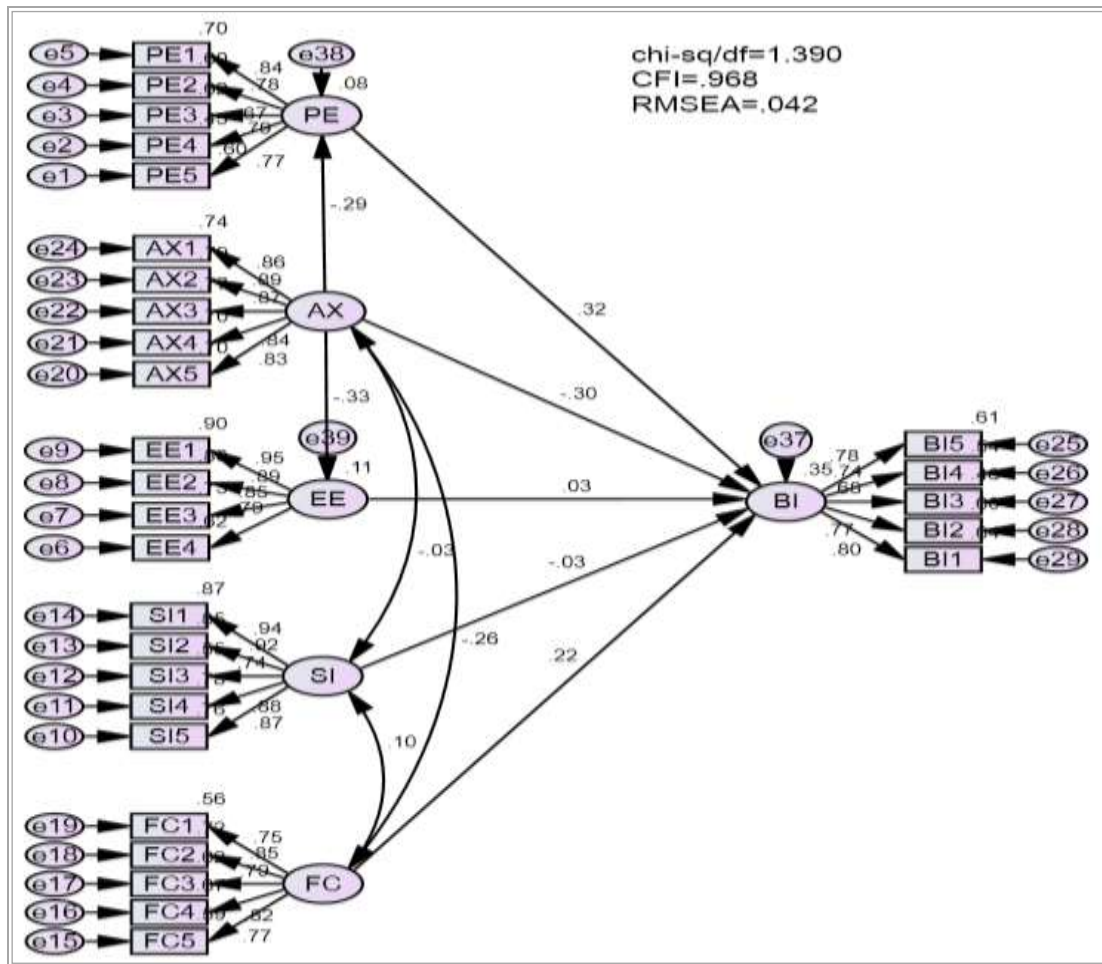 chi-sq/df=1.390
CFI=.968
RMSEA=.042
.70
e5 PE1
e4 PE2
e3 PE3
e2 PE4
e1 PE5
.84
.78
.79
.60
.77
e38
.08
PE
-.29
.32
.74
e24 AX1
e23 AX2
e22 AX3
e21 AX4
e20 AX5
.86
.89
.87
.84
.83
AX
-.30
-.33
.90
e9 EE1
e8 EE2
e7 EE3
e6 EE4
.95
.89
.85
.79
e39
.11
EE
.03
-.03
.87
e14 SI1
e13 SI2
e12 SI3
e11 SI4
e10 SI5
.94
.92
.74
.88
.87
SI
-.03
-.26
.22
.10
.56
e19 FC1
e18 FC2
e17 FC3
e16 FC4
e15 FC5
.75
.85
.79
.82
.77
FC
e37
.35
BI
.61
.78
.74
.68
.77
.80
BI5 e25
BI4 e26
BI3 e27
BI2 e28
BI1 e29